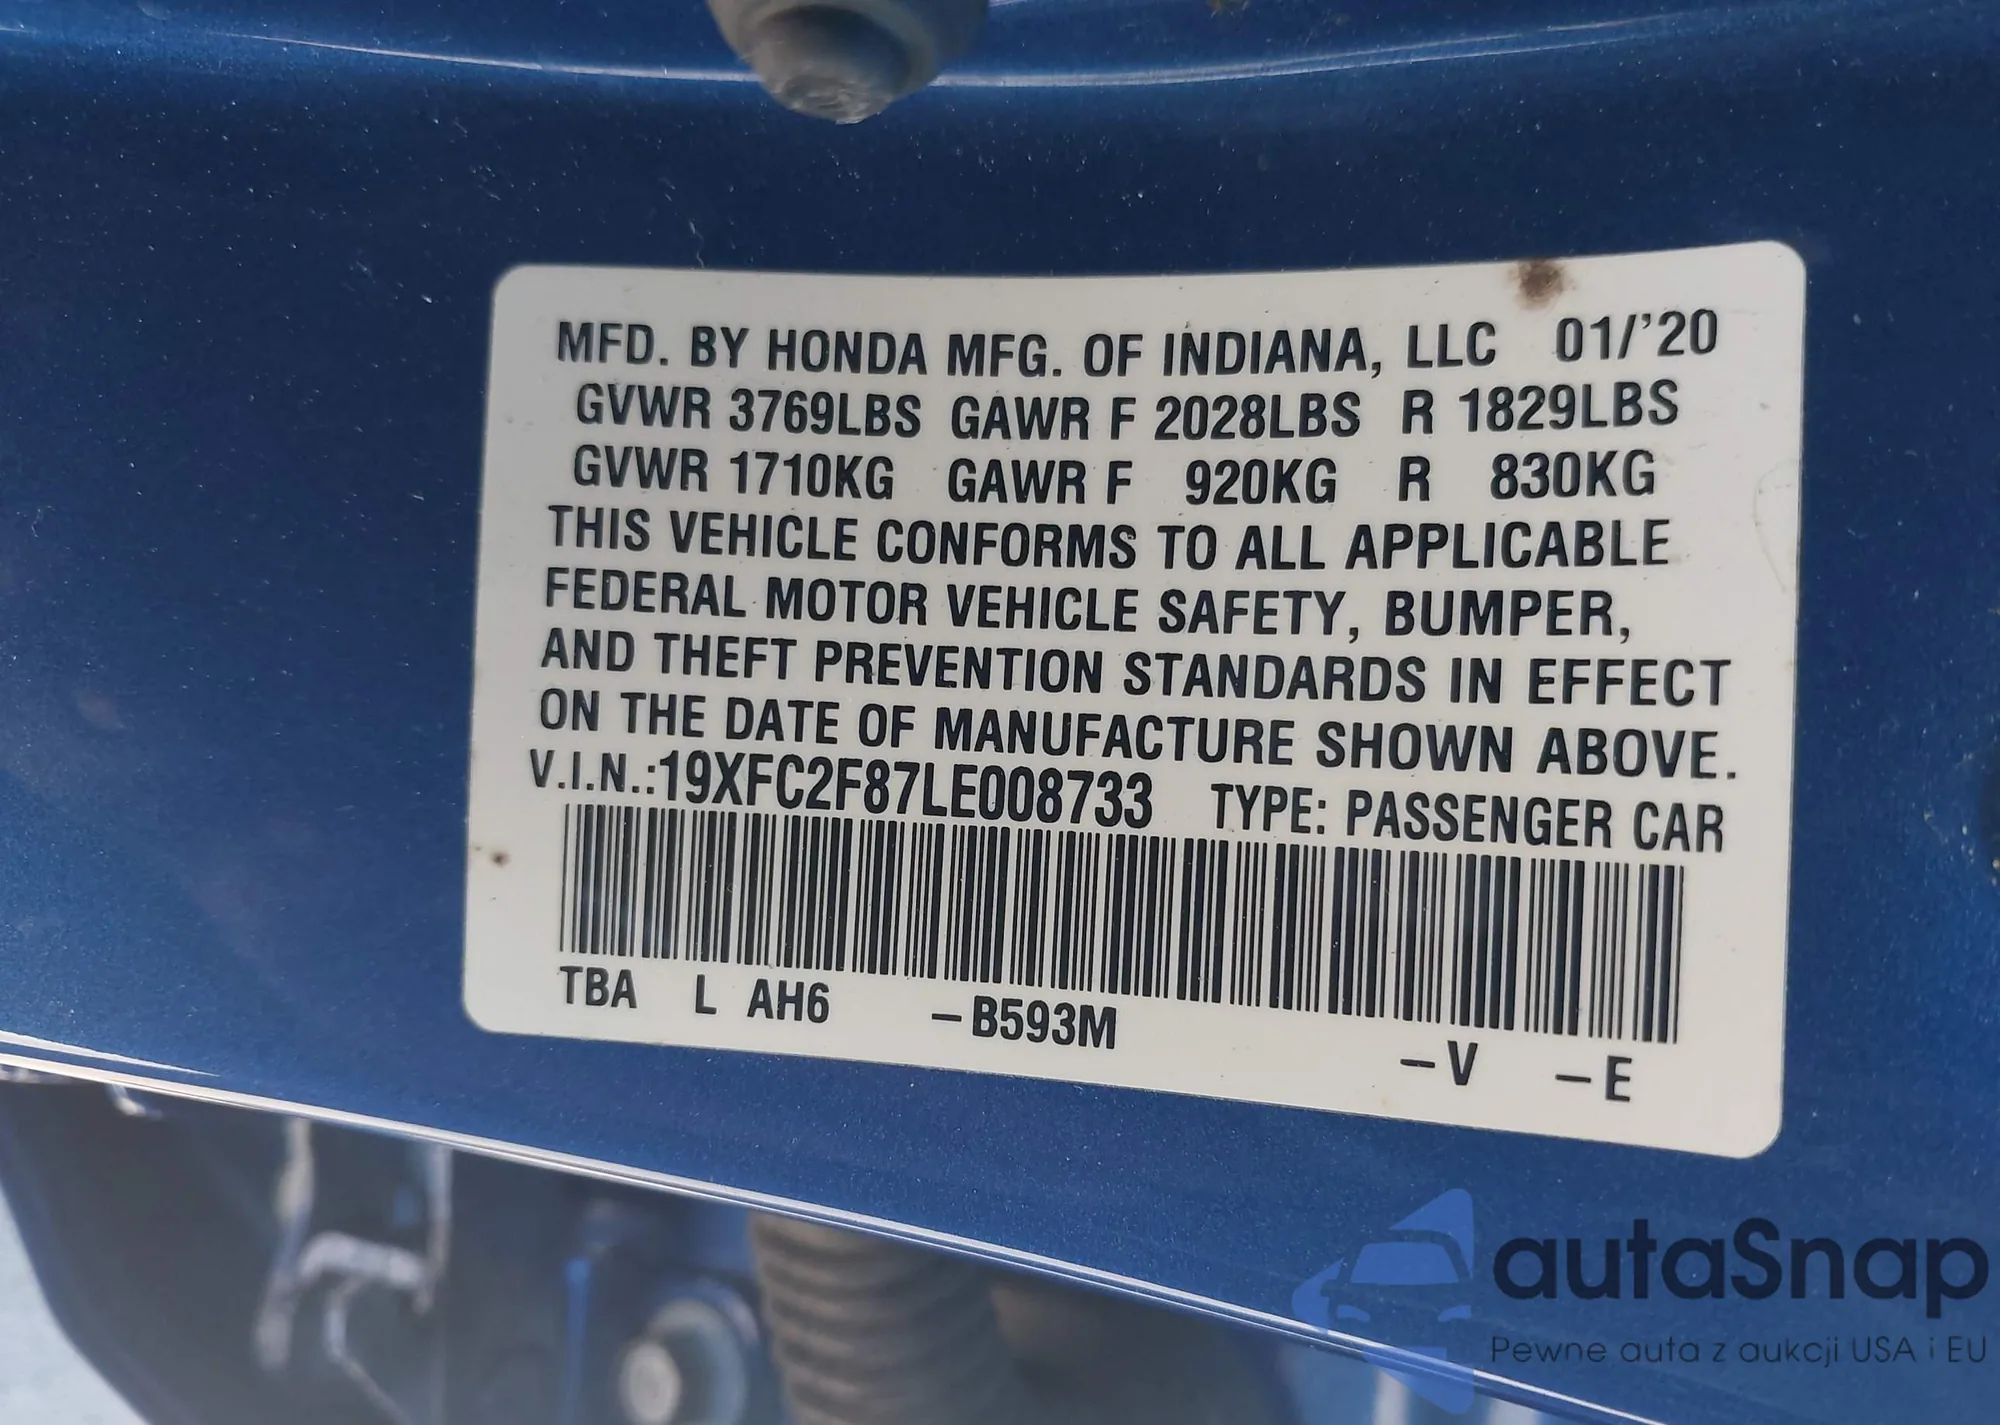 MFD. BY HONDA MFG. OF INDIANA, LLC 01/'20
GVWR 3769LBS GAWR F 2028LBS R 1829LBS
GVWR 1710KG GAWR F 920KG R 830KG
THIS VEHICLE CONFORMS TO ALL APPLICABLE
FEDERAL MOTOR VEHICLE SAFETY, BUMPER,
AND THEFT PREVENTION STANDARDS IN EFFECT
ON THE DATE OF MANUFACTURE SHOWN ABOVE.
V.I.N.:19XFC2F87LE008733 TYPE: PASSENGER CAR
TBA L AH6 –B593M –V –E
autaSnap
Pewne auta z aukcji USA i EU